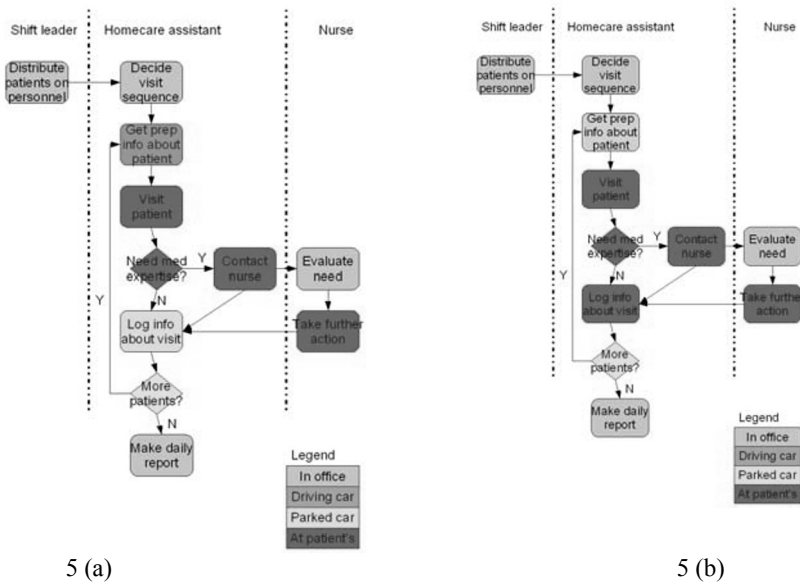 Shift leader
Homecare assistant
Nurse
Distribute
patients on
personnel
Decide
visit
sequence
Get prep
info about
patient
Visit
patient
Need med
expertise?
Y
Contact
nurse
Evaluate
need
N
Y
Log info
about visit
Take further
action
More
patients?
N
Make daily
report
Legend
In office
Driving car
Parked car
At patient's
5 (a)
Shift leader
Homecare assistant
Nurse
Distribute
patients on
personnel
Decide
visit
sequence
Get prep
info about
patient
Visit
patient
Need med
expertise?
Y
Contact
nurse
Evaluate
need
Y
N
Log info
about visit
Take further
action
More
patients?
N
Make daily
report
Legend
In office
Driving car
Parked car
At patient's
5 (b)